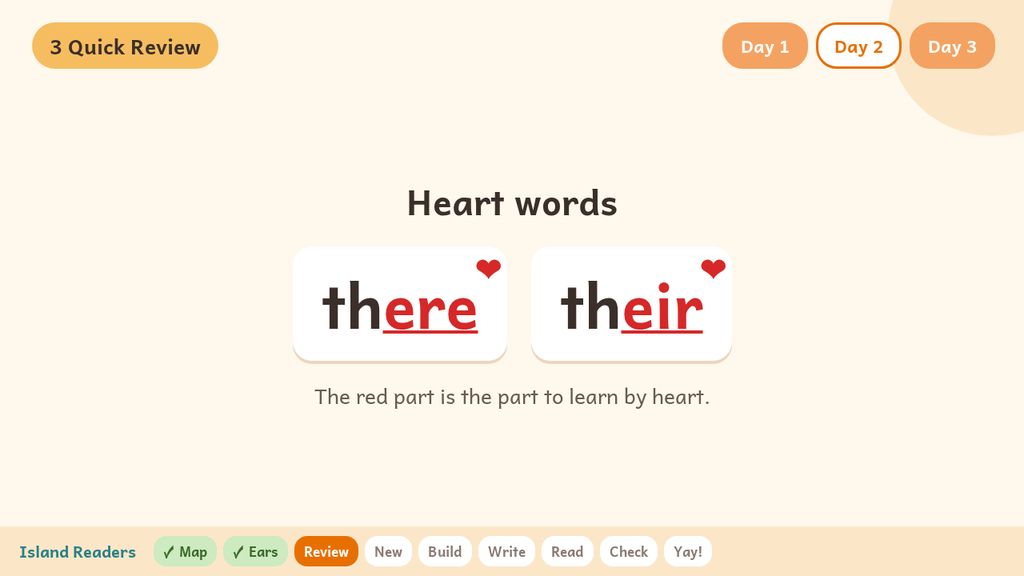 3 Quick Review
Day 1
Day 2
Day 3
Heart words
there ❤
their ❤
The red part is the part to learn by heart.
Island Readers
✓ Map
✓ Ears
Review
New
Build
Write
Read
Check
Yay!